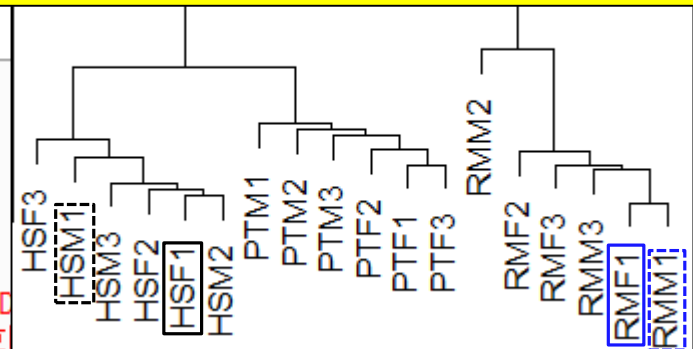 HSF3
HSM1
HSM3
HSF2
HSF1
HSM2
PTM1
PTM2
PTM3
PTF2
PTF1
PTF3
RMM2
RMF2
RMF3
RMM3
RMF1
RMM1